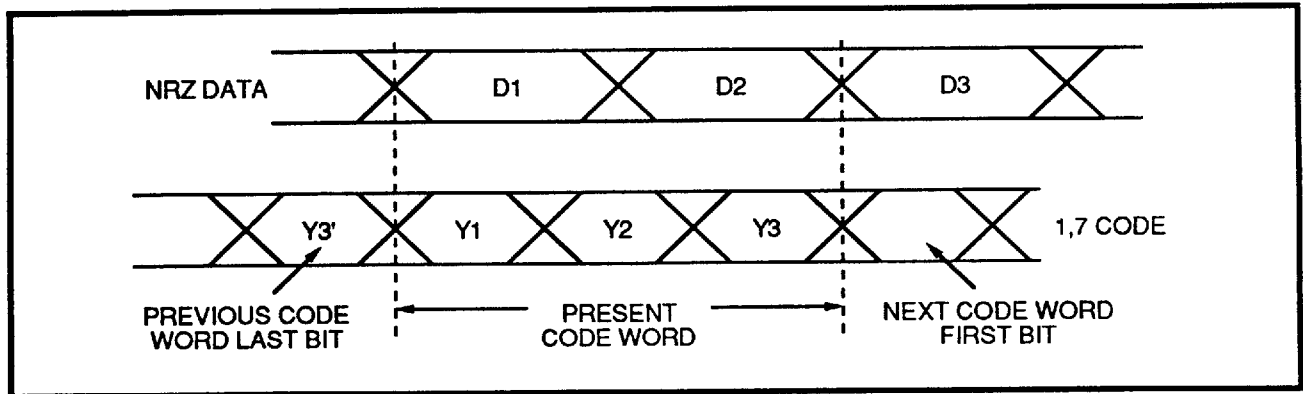 NRZ DATA
D1
D2
D3
Y3'
Y1
Y2
Y3
1,7 CODE
PREVIOUS CODE
WORD LAST BIT
PRESENT
CODE WORD
NEXT CODE WORD
FIRST BIT